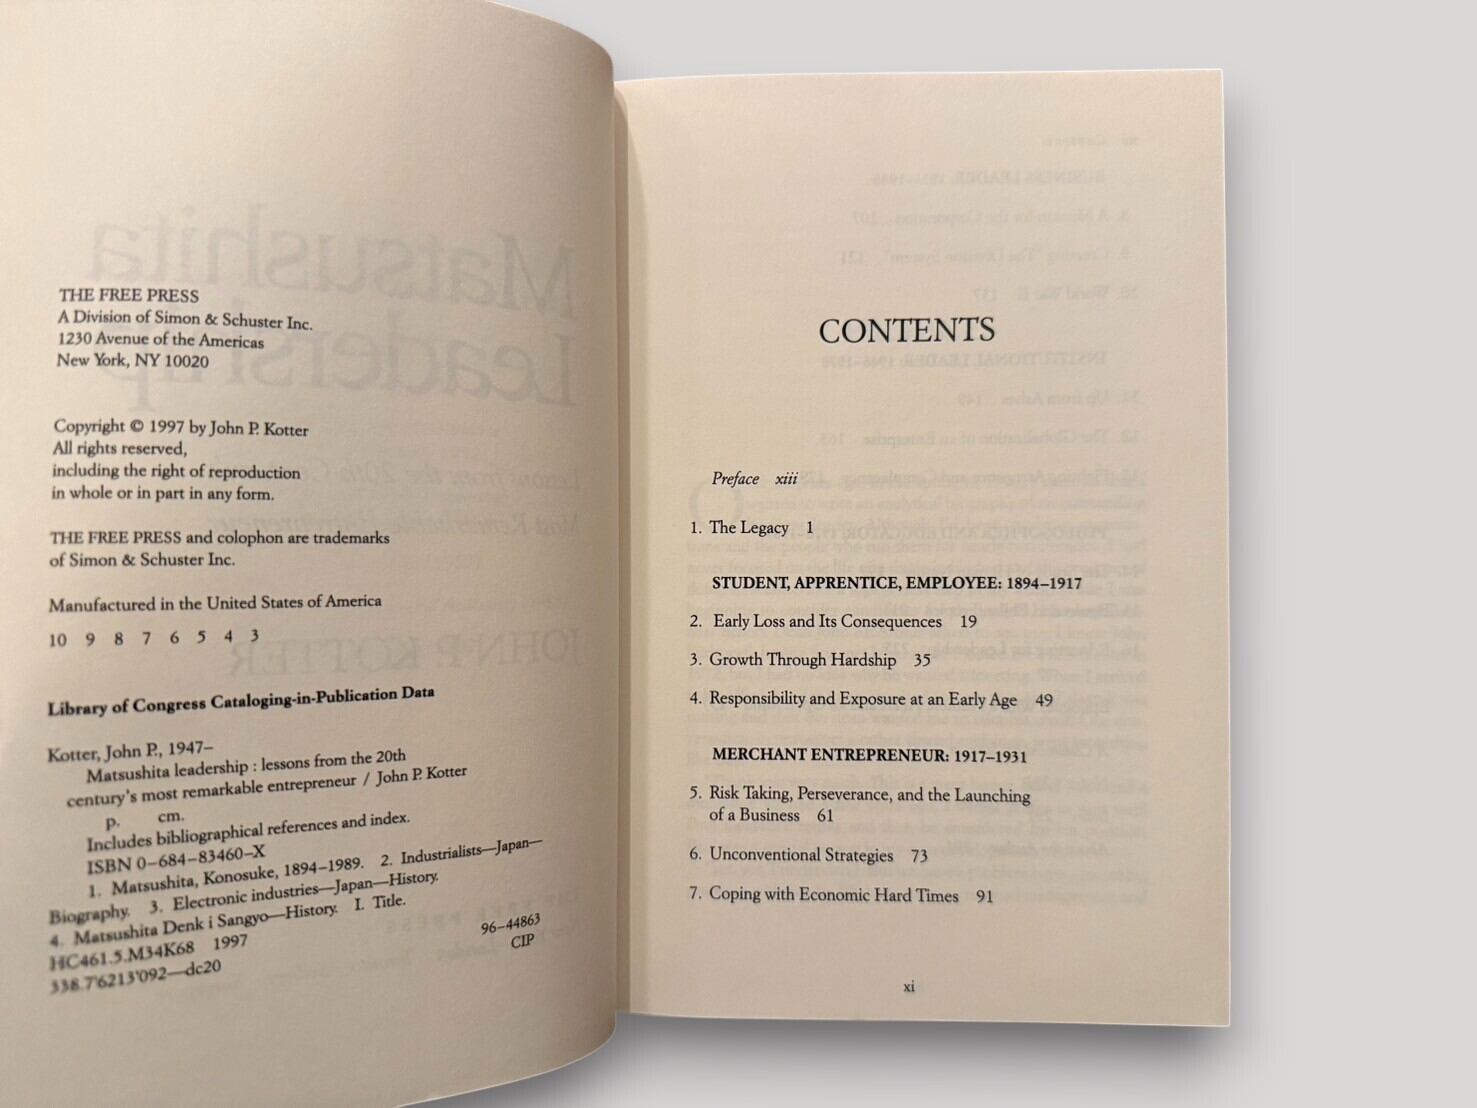 THE FREE PRESS
A Division of Simon & Schuster Inc.
1230 Avenue of the Americas
New York, NY 10020
Copyright © 1997 by John P. Kotter
All rights reserved,
including the right of reproduction
in whole or in part in any form.
THE FREE PRESS and colophon are trademarks
of Simon & Schuster Inc.
Manufactured in the United States of America
10 9 8 7 6 5 4 3
Library of Congress Cataloging-in-Publication Data
Kotter, John P., 1947–
Matsushita leadership : lessons from the 20th
century's most remarkable entrepreneur / John P. Kotter
p. cm.
Includes bibliographical references and index.
ISBN 0–684–83460–X
1. Matsushita, Konosuke, 1894–1989. 2. Industrialists—Japan—
Biography. 3. Electronic industries—Japan—History.
4. Matsushita Denk i Sangyo—History. I. Title.
HC461.5.M34K68 1997
338.7'6213'092—dc20
96–44863
CIP
CONTENTS
Preface xiii
1. The Legacy 1
STUDENT, APPRENTICE, EMPLOYEE: 1894–1917
2. Early Loss and Its Consequences 19
3. Growth Through Hardship 35
4. Responsibility and Exposure at an Early Age 49
MERCHANT ENTREPRENEUR: 1917–1931
5. Risk Taking, Perseverance, and the Launching
of a Business 61
6. Unconventional Strategies 73
7. Coping with Economic Hard Times 91
xi